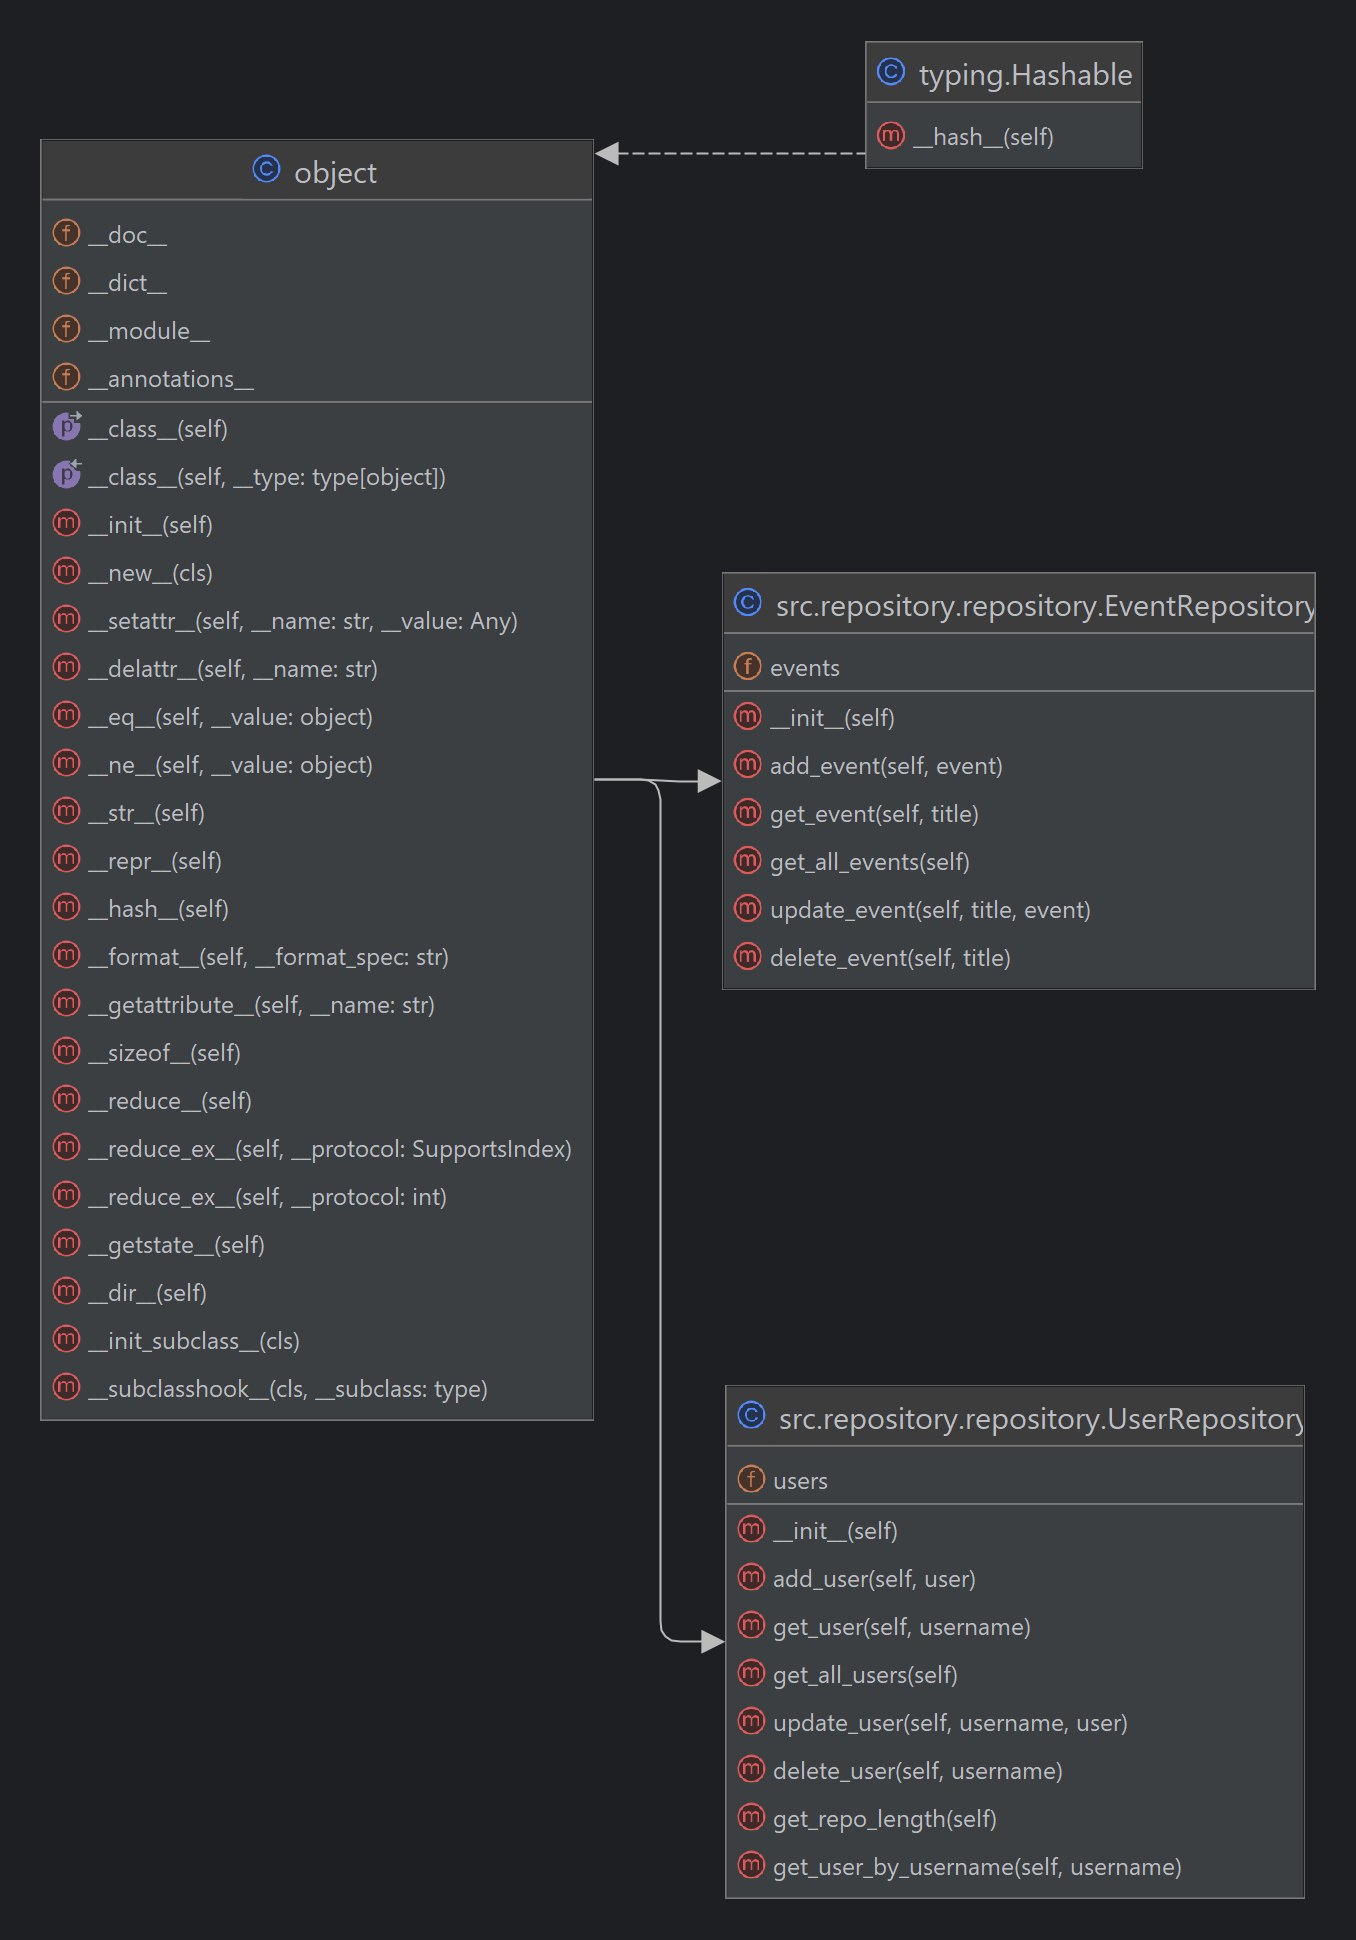 typing.Hashable
__hash__(self)
object
__doc__
__dict__
__module__
__annotations__
__class__(self)
__class__(self, __type: type[object])
__init__(self)
__new__(cls)
__setattr__(self, __name: str, __value: Any)
__delattr__(self, __name: str)
__eq__(self, __value: object)
__ne__(self, __value: object)
__str__(self)
__repr__(self)
__hash__(self)
__format__(self, __format_spec: str)
__getattribute__(self, __name: str)
__sizeof__(self)
__reduce__(self)
__reduce_ex__(self, __protocol: SupportsIndex)
__reduce_ex__(self, __protocol: int)
__getstate__(self)
__dir__(self)
__init_subclass__(cls)
__subclasshook__(cls, __subclass: type)
src.repository.repository.EventRepository
events
__init__(self)
add_event(self, event)
get_event(self, title)
get_all_events(self)
update_event(self, title, event)
delete_event(self, title)
src.repository.repository.UserRepository
users
__init__(self)
add_user(self, user)
get_user(self, username)
get_all_users(self)
update_user(self, username, user)
delete_user(self, username)
get_repo_length(self)
get_user_by_username(self, username)